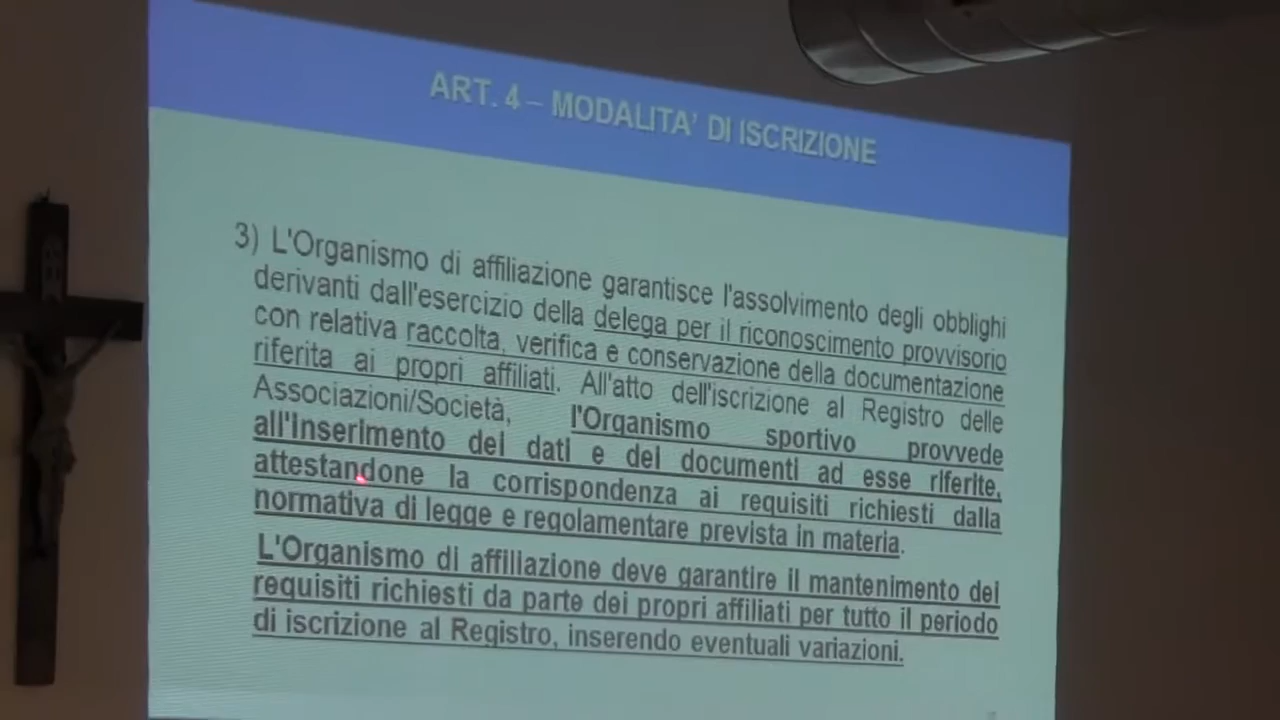 ART. 4 – MODALITA' DI ISCRIZIONE
3) L'Organismo di affiliazione garantisce l'assolvimento degli obblighi
derivanti dall'esercizio della delega per il riconoscimento provvisorio
con relativa raccolta, verifica e conservazione della documentazione
riferita ai propri affiliati. All'atto dell'iscrizione al Registro delle
Associazioni/Società, l'Organismo sportivo provvede
all'inserimento dei dati e dei documenti ad esse riferite,
attestandone la corrispondenza ai requisiti richiesti dalla
normativa di legge e regolamentare prevista in materia.
L'Organismo di affiliazione deve garantire il mantenimento dei
requisiti richiesti da parte dei propri affiliati per tutto il periodo
di iscrizione al Registro, inserendo eventuali variazioni.